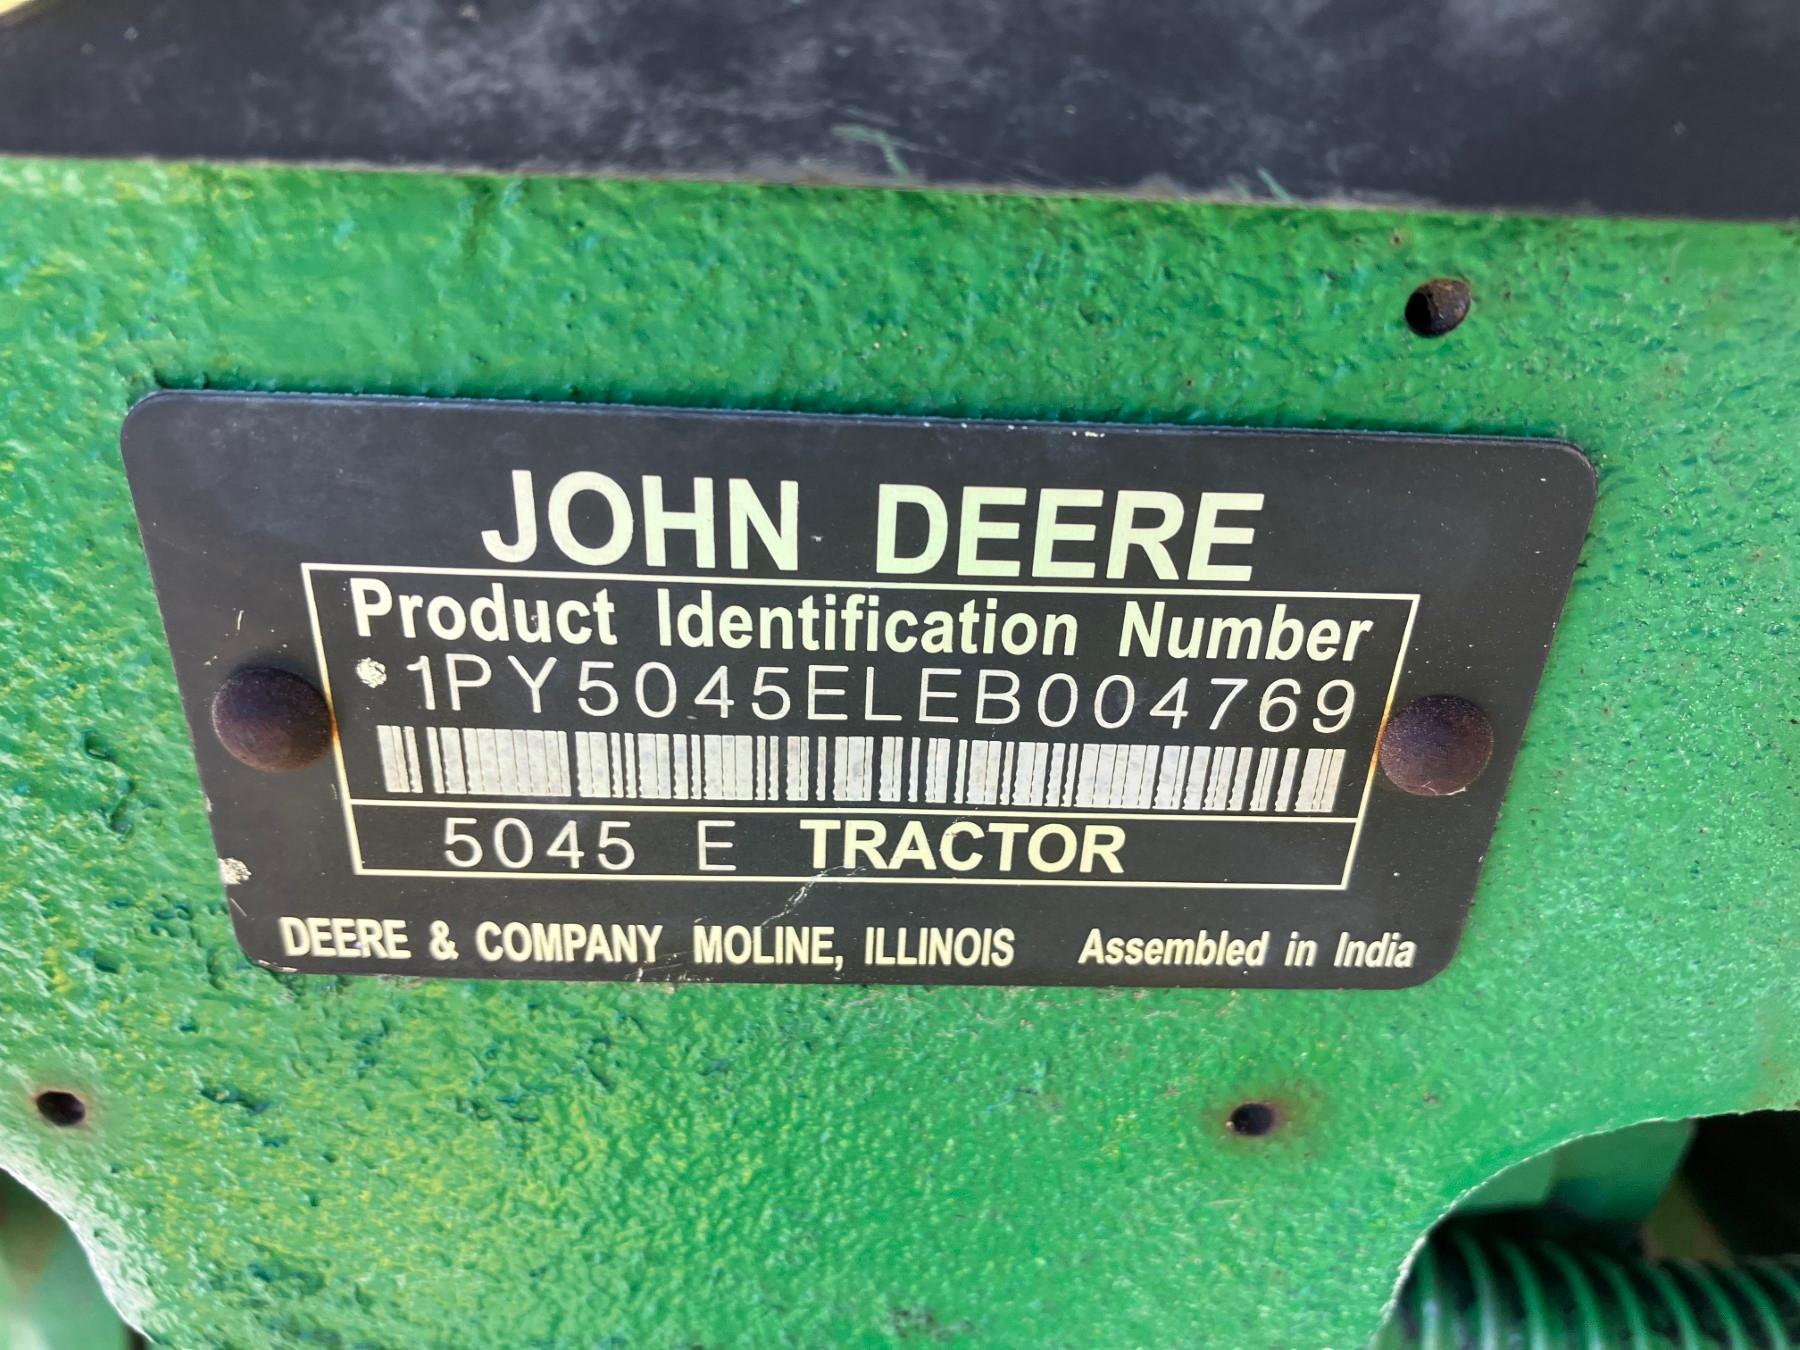 JOHN DEERE
Product Identification Number
*1PY5045ELEB004769
5045 E TRACTOR
DEERE & COMPANY MOLINE, ILLINOIS Assembled in India